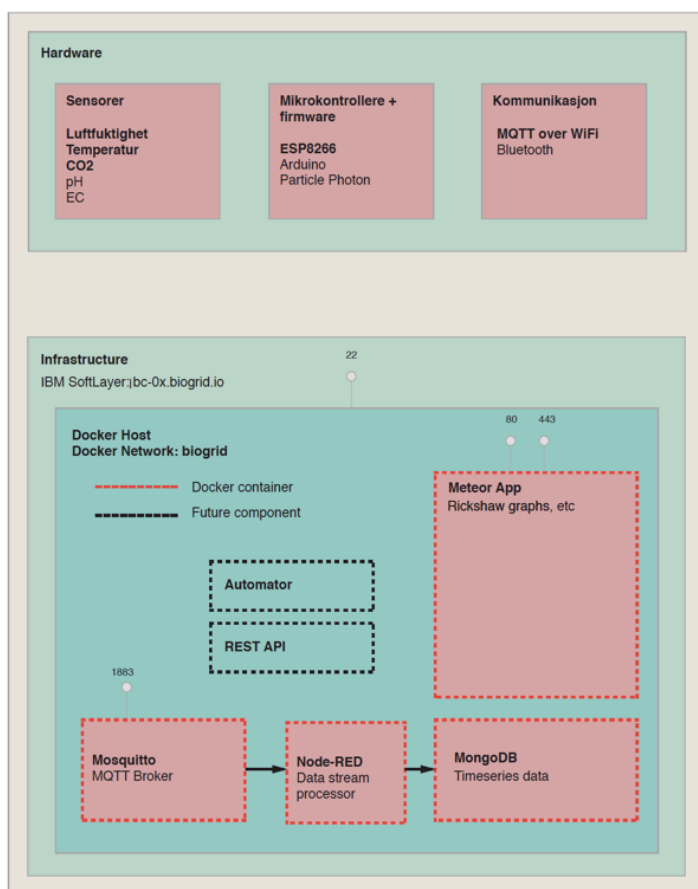 Hardware
Sensorer
Luftfuktighet
Temperatur
CO2
pH
EC
Mikrokontrollere +
firmware
ESP8266
Arduino
Particle Photon
Kommunikasjon
MQTT over WiFi
Bluetooth
Infrastructure
IBM SoftLayer:jbc-0x.biogrid.io
22
Docker Host
Docker Network: biogrid
Docker container
Future component
80
443
Meteor App
Rickshaw graphs, etc
Automator
REST API
1883
Mosquitto
MQTT Broker
Node-RED
Data stream
processor
MongoDB
Timeseries data